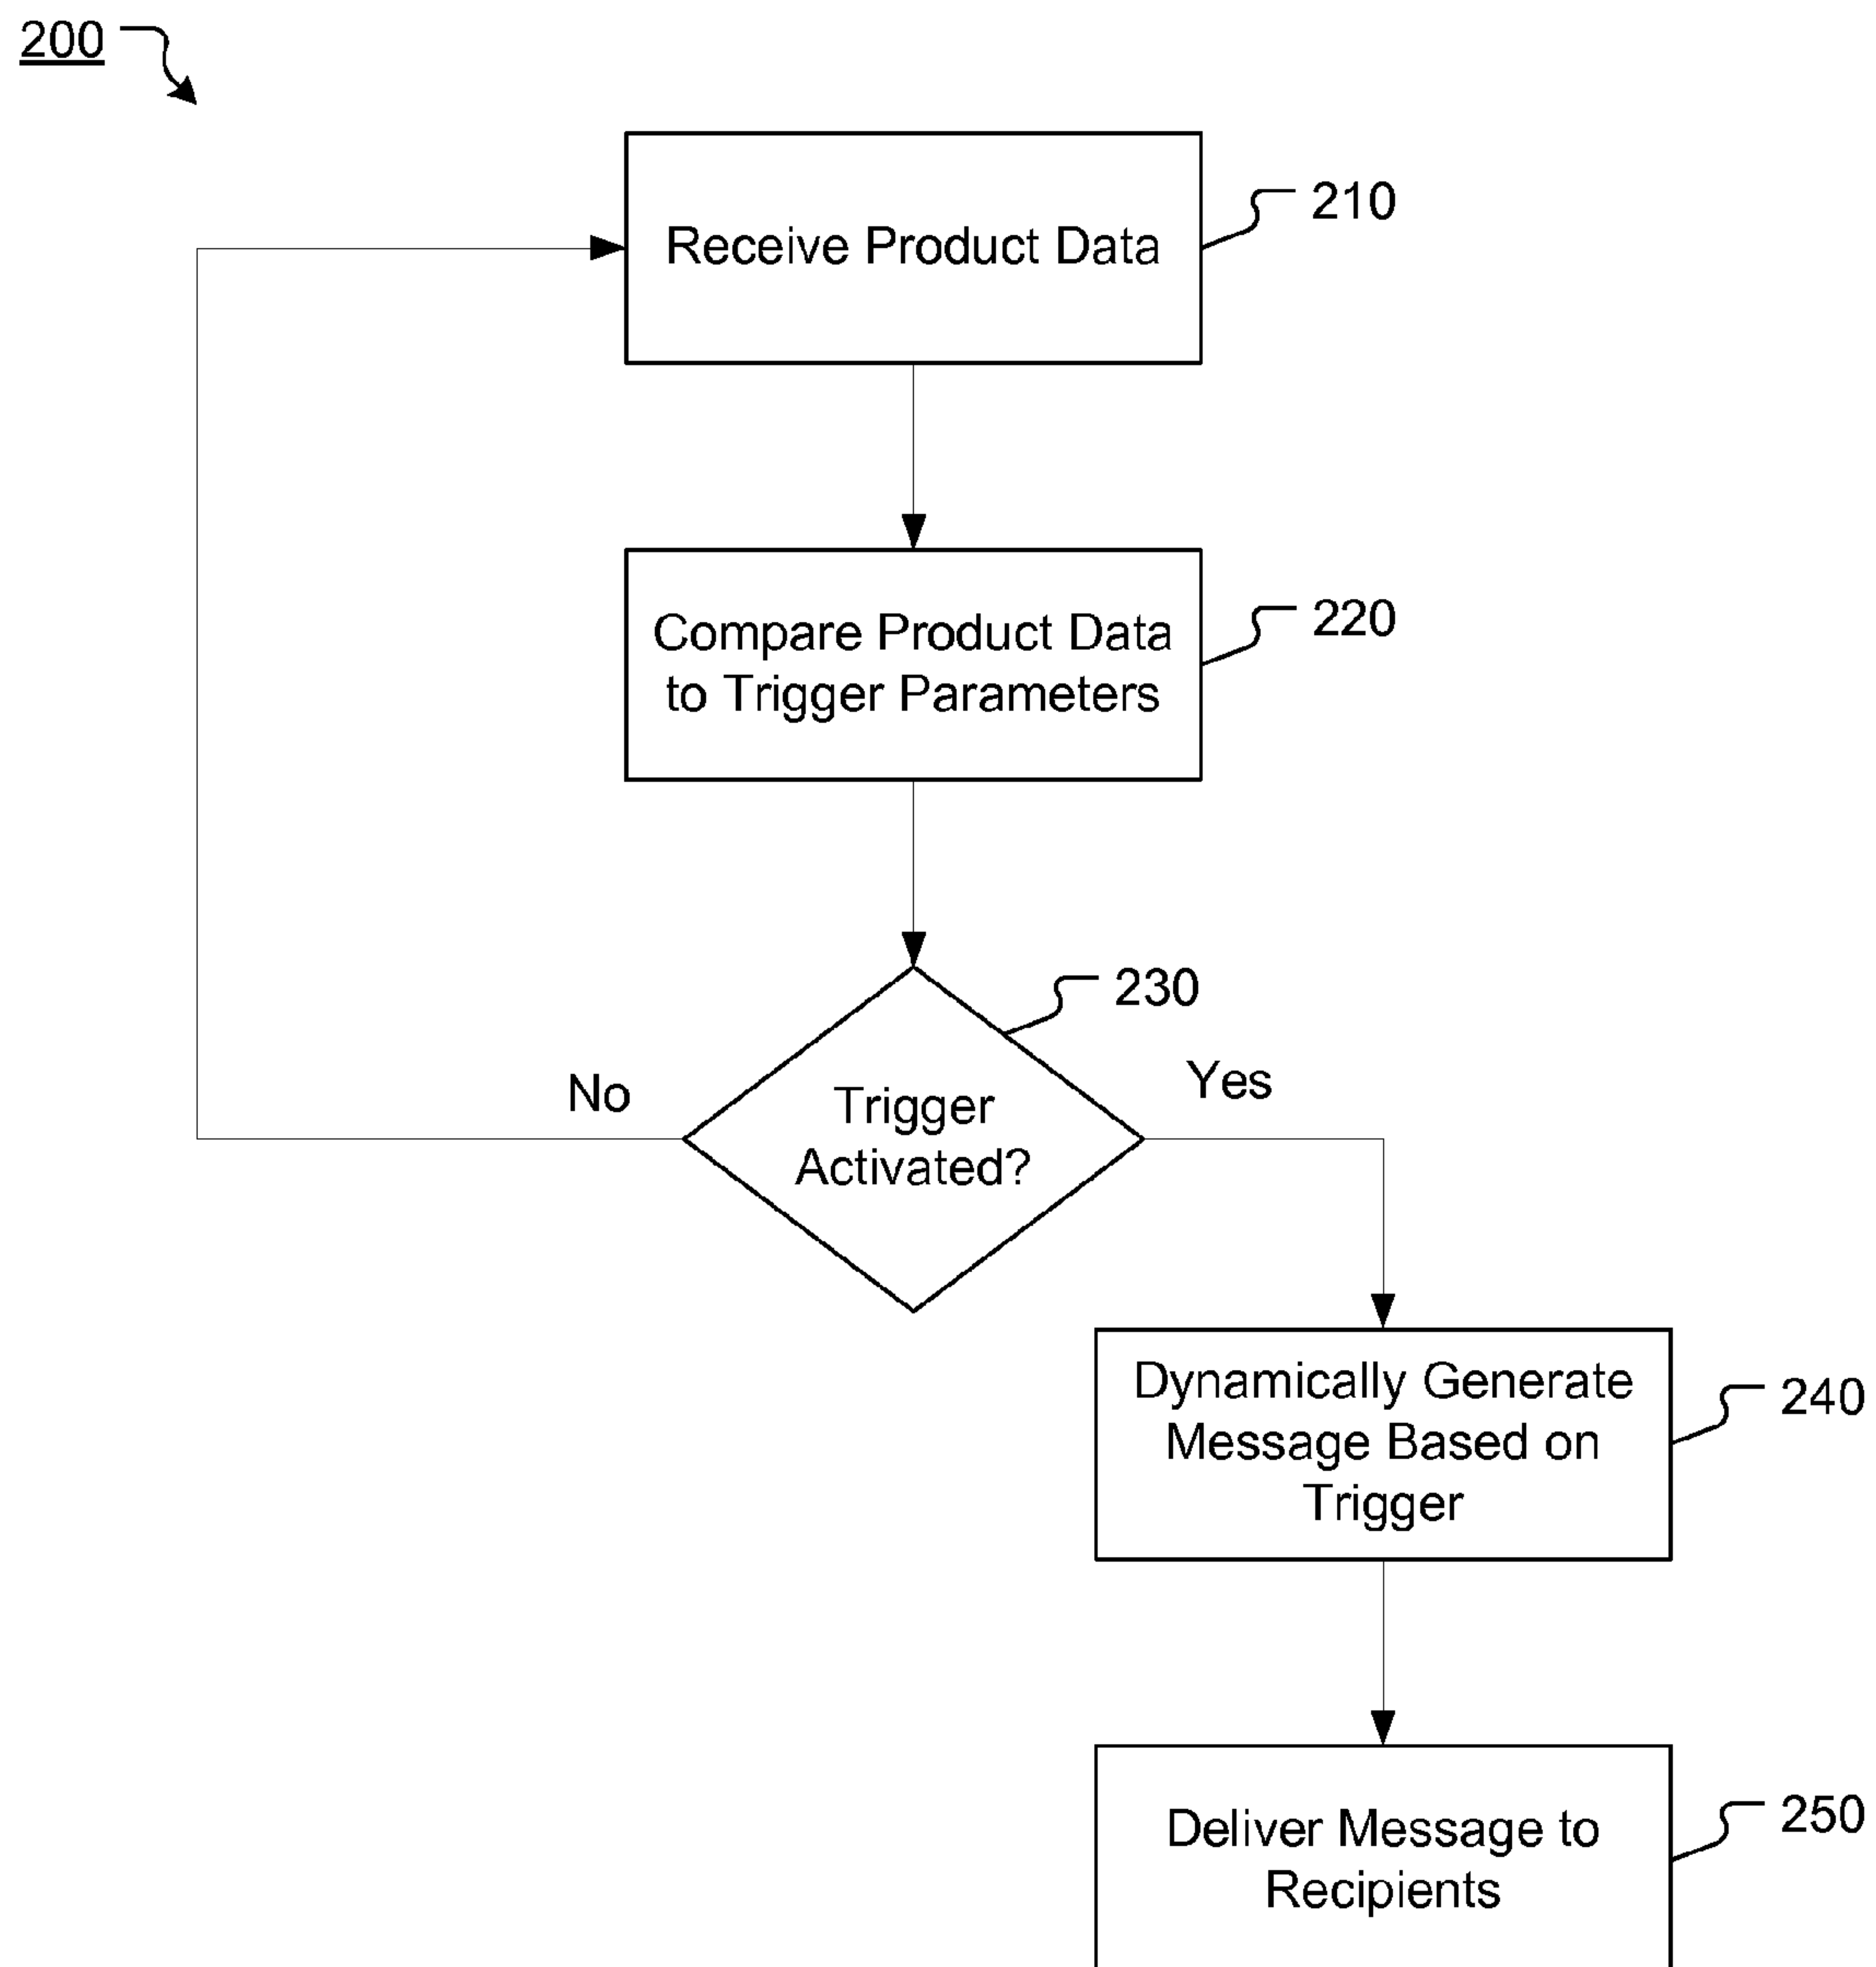 200
Receive Product Data
210
Compare Product Data
to Trigger Parameters
220
230
No
Yes
Trigger
Activated?
Dynamically Generate
Message Based on
Trigger
240
Deliver Message to
Recipients
250